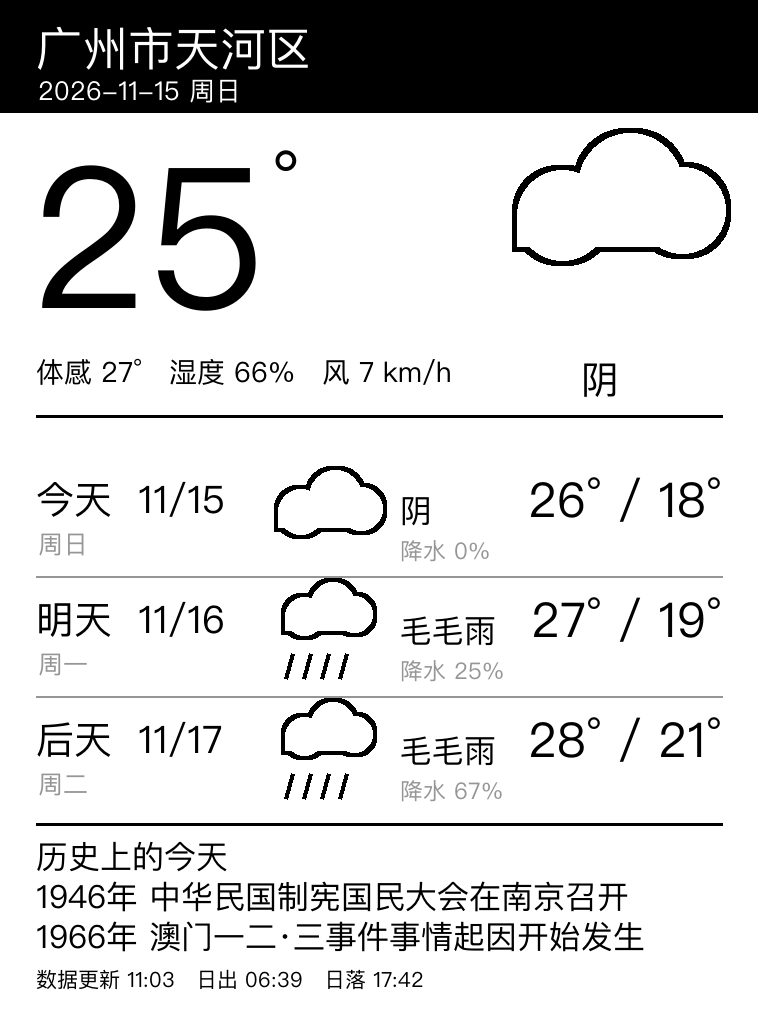 广州市天河区
2026-11-15 周日
25°
体感 27° 湿度 66% 风 7 km/h
阴
今天 11/15 阴 26° / 18°
周日 降水 0%
明天 11/16 毛毛雨 27° / 19°
周一 降水 25%
后天 11/17 毛毛雨 28° / 21°
周二 降水 67%
历史上的今天
1946年 中华民国制宪国民大会在南京召开
1966年 澳门一二·三事件事情起因开始发生
数据更新 11:03 日出 06:39 日落 17:42